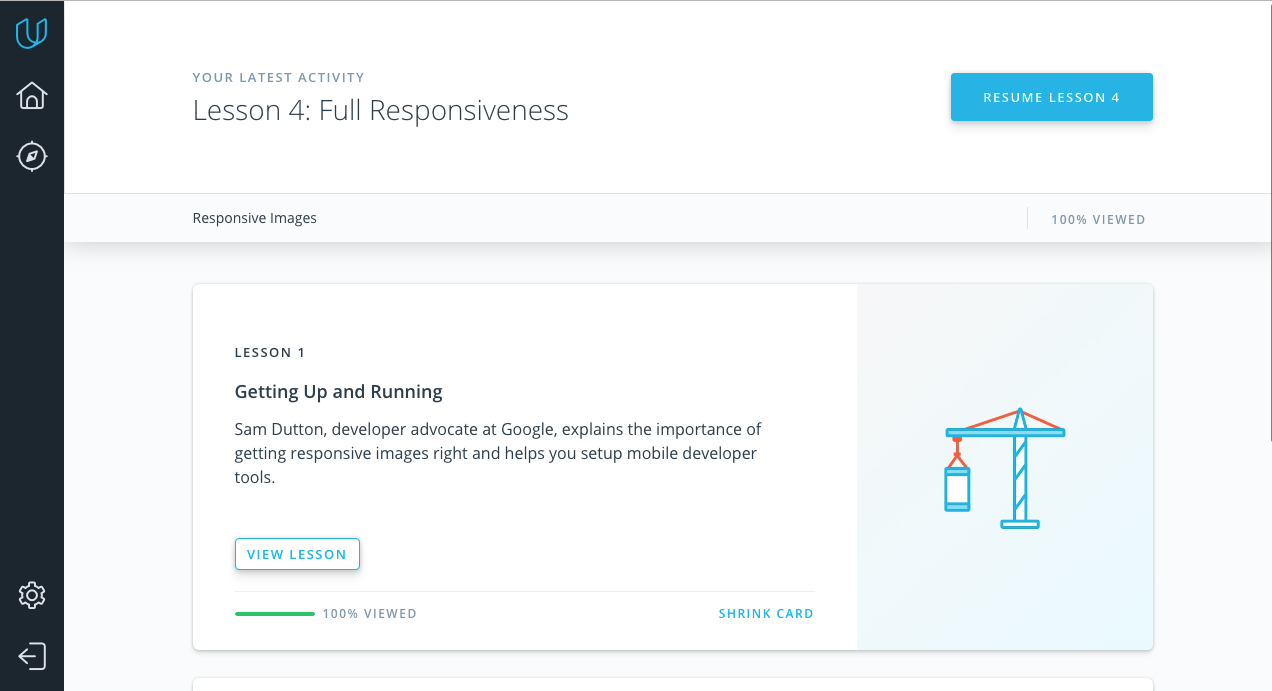 YOUR LATEST ACTIVITY
Lesson 4: Full Responsiveness
RESUME LESSON 4
Responsive Images
100% VIEWED
LESSON 1
Getting Up and Running
Sam Dutton, developer advocate at Google, explains the importance of
getting responsive images right and helps you setup mobile developer
tools.
VIEW LESSON
100% VIEWED
SHRINK CARD